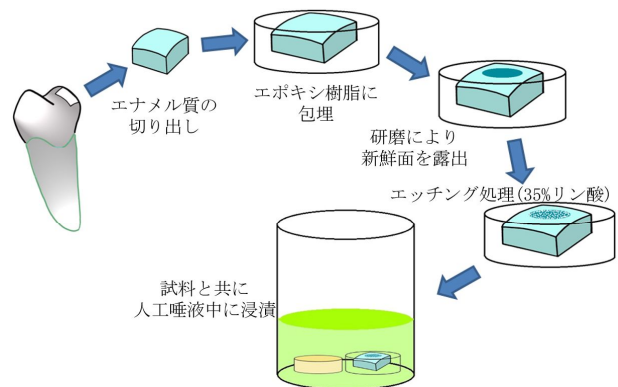 エナメル質の
切り出し
エポキシ樹脂に
包埋
研磨により
新鮮面を露出
エッチング処理(35%リン酸)
試料と共に
人工唾液中に浸漬